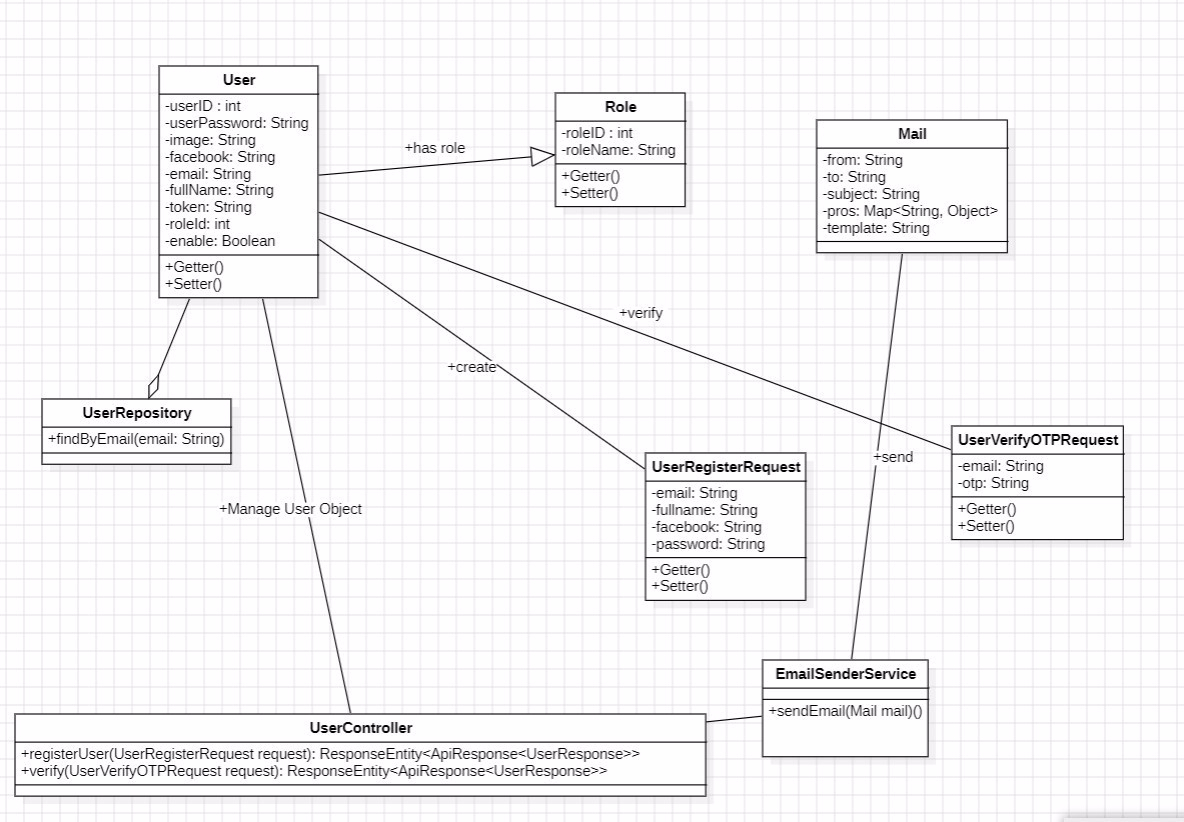 User
-userID : int
-userPassword: String
-image: String
-facebook: String
-email: String
-fullName: String
-token: String
-roleId: int
-enable: Boolean
+Getter()
+Setter()
+has role
Role
-roleID : int
-roleName: String
+Getter()
+Setter()
Mail
-from: String
-to: String
-subject: String
-pros: Map<String, Object>
-template: String
+verify
+create
UserRepository
+findByEmail(email: String)
+Manage User Object
UserRegisterRequest
-email: String
-fullname: String
-facebook: String
-password: String
+Getter()
+Setter()
+send
UserVerifyOTPRequest
-email: String
-otp: String
+Getter()
+Setter()
EmailSenderService
+sendEmail(Mail mail)()
UserController
+registerUser(UserRegisterRequest request): ResponseEntity<ApiResponse<UserResponse>>
+verify(UserVerifyOTPRequest request): ResponseEntity<ApiResponse<UserResponse>>